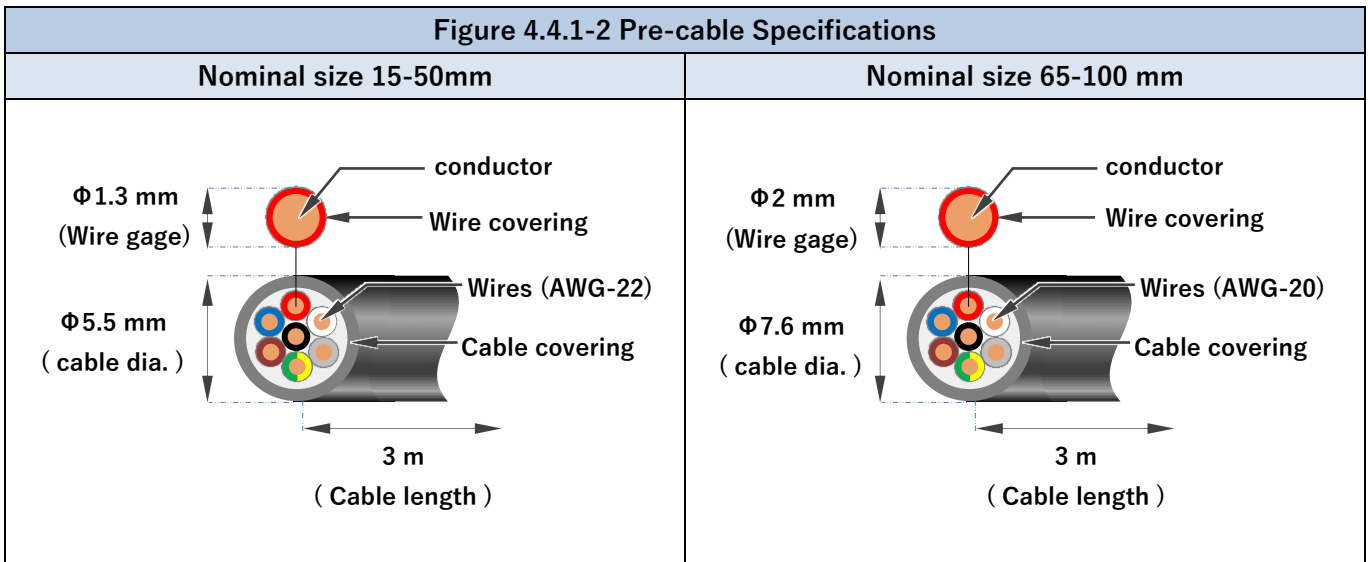 Figure 4.4.1-2 Pre-cable Specifications
Nominal size 15-50mm
Nominal size 65-100 mm
conductor
Φ1.3 mm
(Wire gage)
Wire covering
Wires (AWG-22)
Φ5.5 mm
( cable dia. )
Cable covering
3 m
( Cable length )
conductor
Φ2 mm
(Wire gage)
Wire covering
Wires (AWG-20)
Φ7.6 mm
( cable dia. )
Cable covering
3 m
( Cable length )